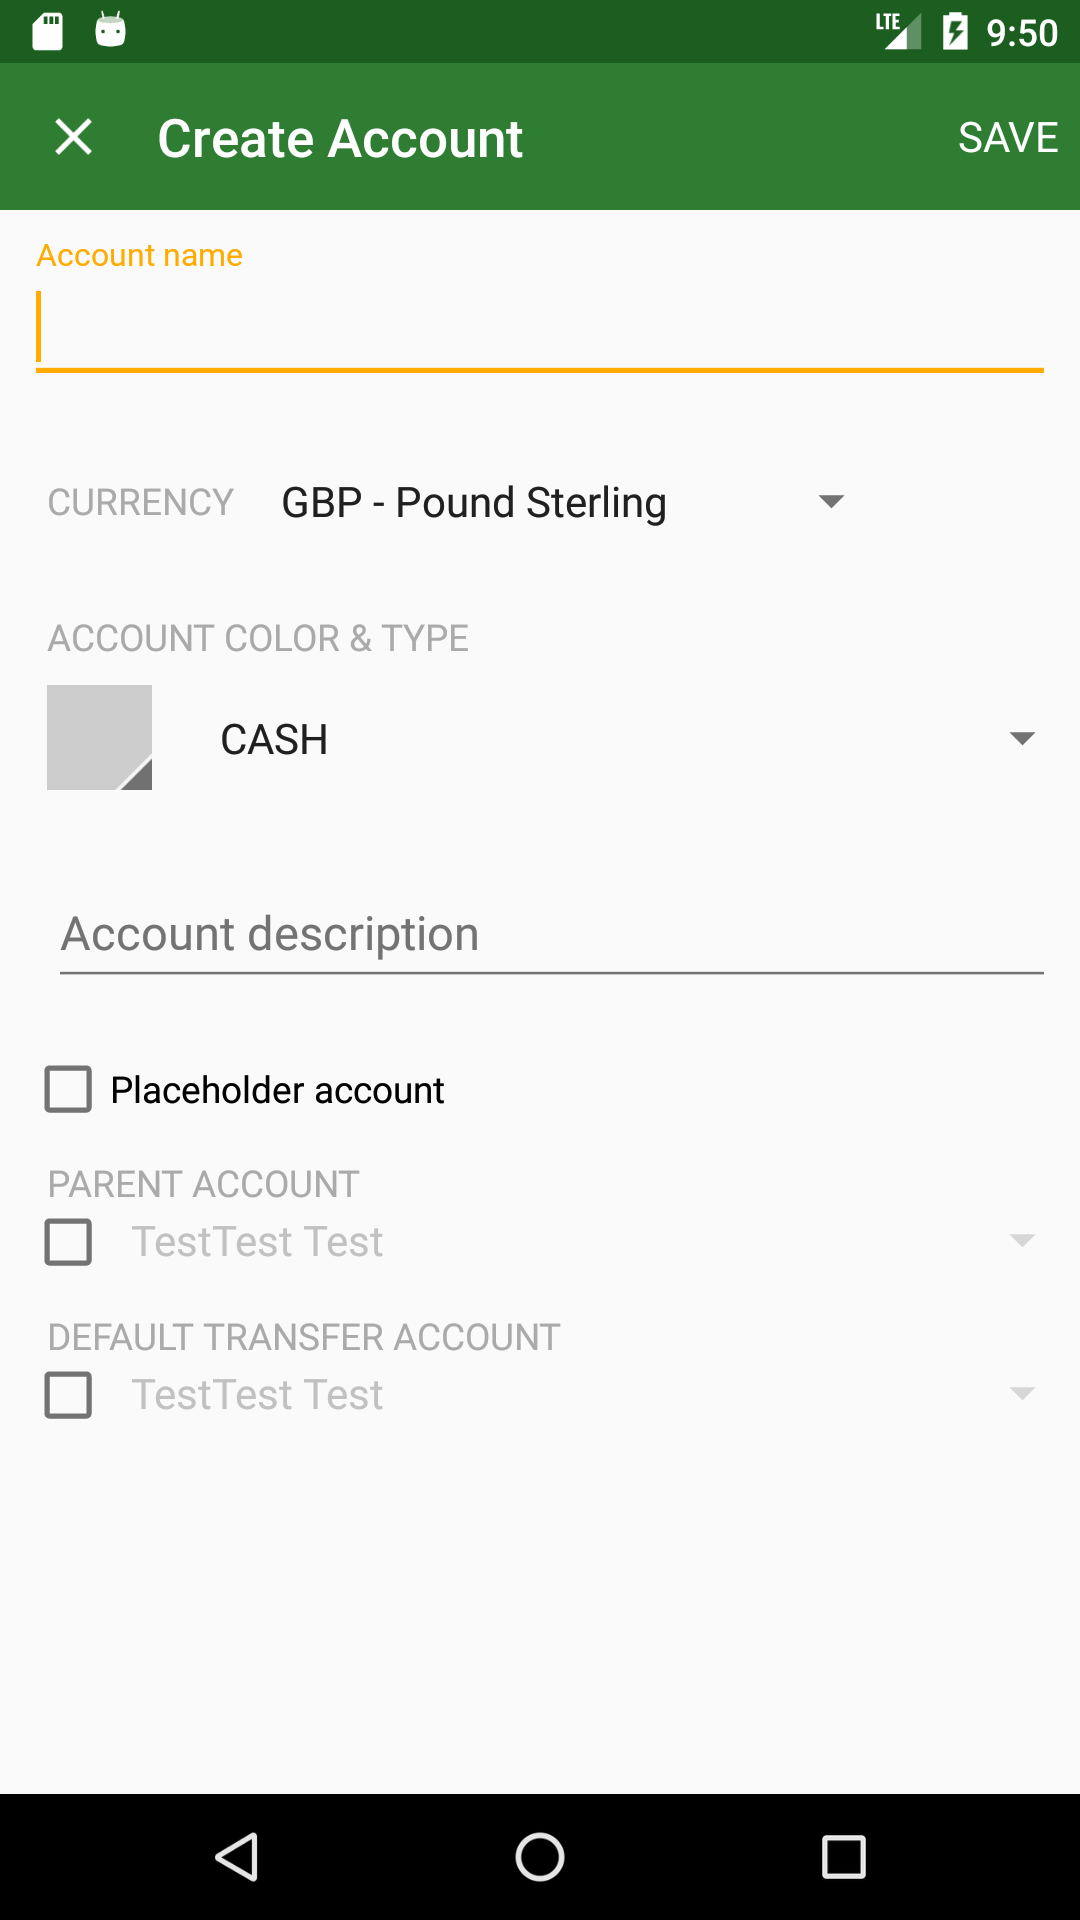 LTE 9:50
Create Account SAVE
Account name
CURRENCY GBP - Pound Sterling
ACCOUNT COLOR & TYPE
CASH
Account description
Placeholder account
PARENT ACCOUNT
TestTest Test
DEFAULT TRANSFER ACCOUNT
TestTest Test